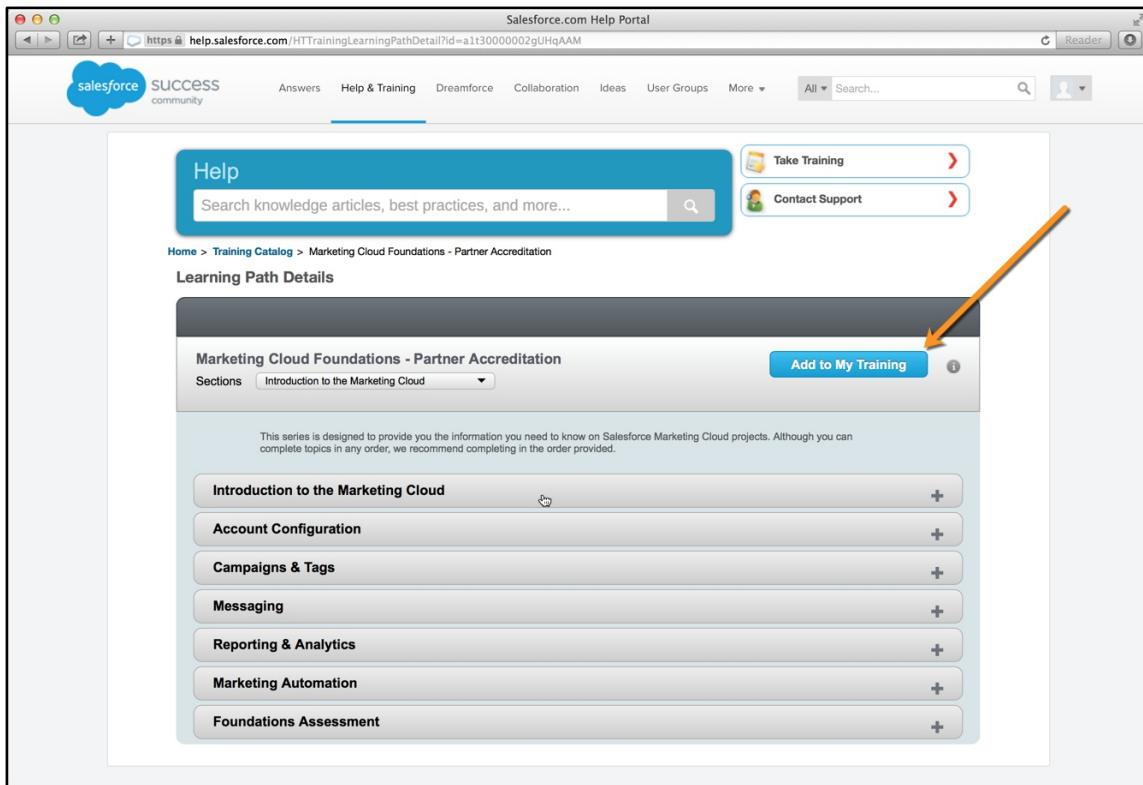 Salesforce.com Help Portal
https help.salesforce.com/HTTrainingLearningPathDetail?id=a1t30000002gUHqAAM
Reader
salesforce
success
community
Answers Help & Training Dreamforce Collaboration Ideas User Groups More All Search...
Help
Search knowledge articles, best practices, and more...
Take Training
Contact Support
Home > Training Catalog > Marketing Cloud Foundations - Partner Accreditation
Learning Path Details
Marketing Cloud Foundations - Partner Accreditation
Add to My Training
Sections Introduction to the Marketing Cloud
This series is designed to provide you the information you need to know on Salesforce Marketing Cloud projects. Although you can
complete topics in any order, we recommend completing in the order provided.
Introduction to the Marketing Cloud
Account Configuration
Campaigns & Tags
Messaging
Reporting & Analytics
Marketing Automation
Foundations Assessment